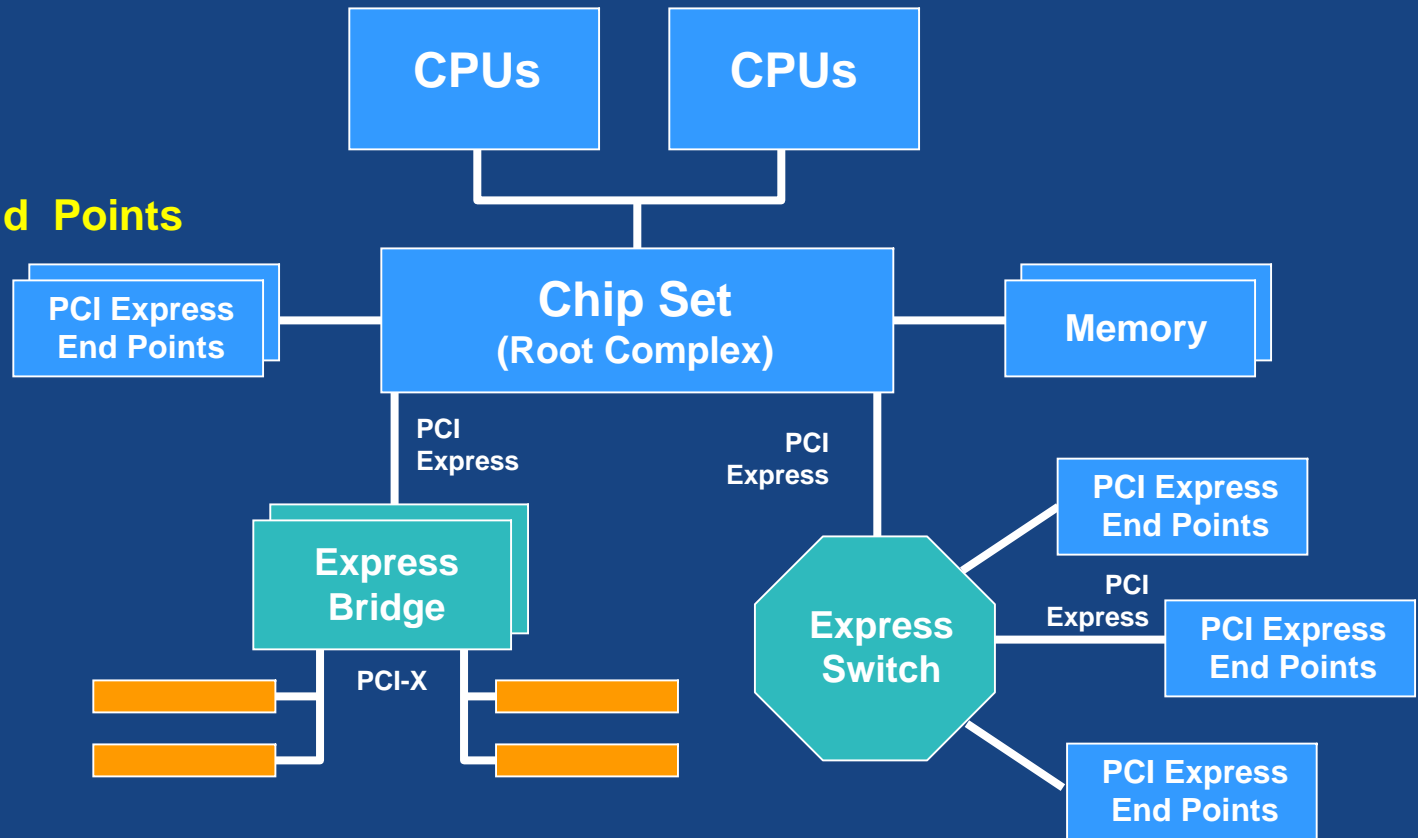 CPUs
CPUs
d Points
PCI Express
End Points
Chip Set
(Root Complex)
Memory
PCI
Express
PCI
Express
PCI Express
End Points
Express
Bridge
PCI
Express
Express
Switch
PCI Express
End Points
PCI-X
PCI Express
End Points